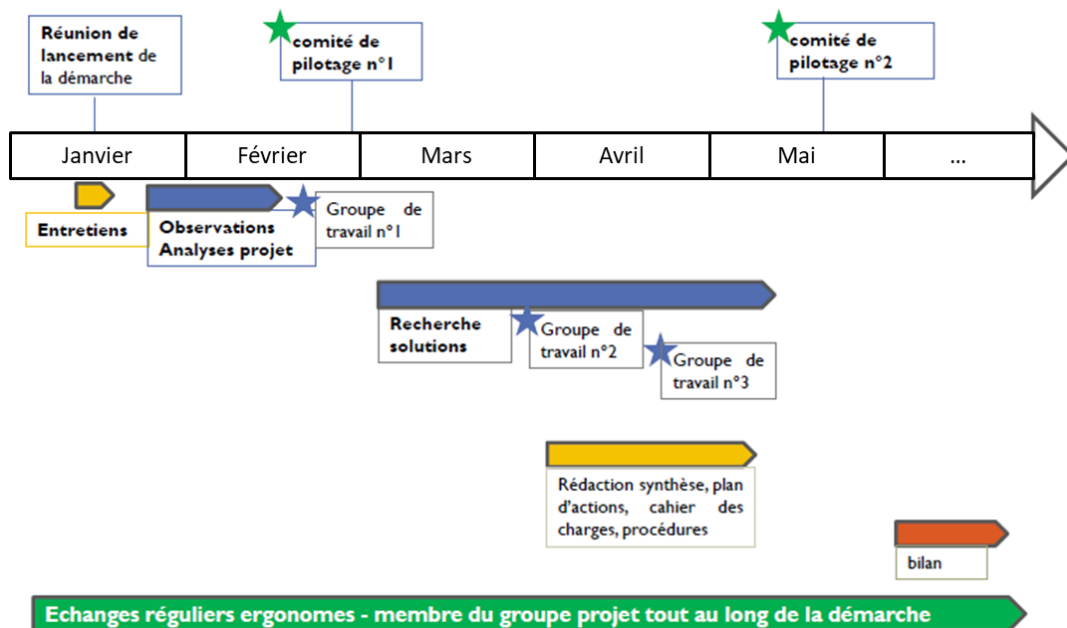 Réunion de
lancement de
la démarche
comité de
pilotage n°1
comité de
pilotage n°2
Janvier
Février
Mars
Avril
Mai
...
Entretiens
Observations
Analyses projet
Groupe de
travail n°1
Recherche
solutions
Groupe de
travail n°2
Groupe de
travail n°3
Rédaction synthèse, plan
d'actions, cahier des
charges, procédures
bilan
Echanges réguliers ergonomes - membre du groupe projet tout au long de la démarche